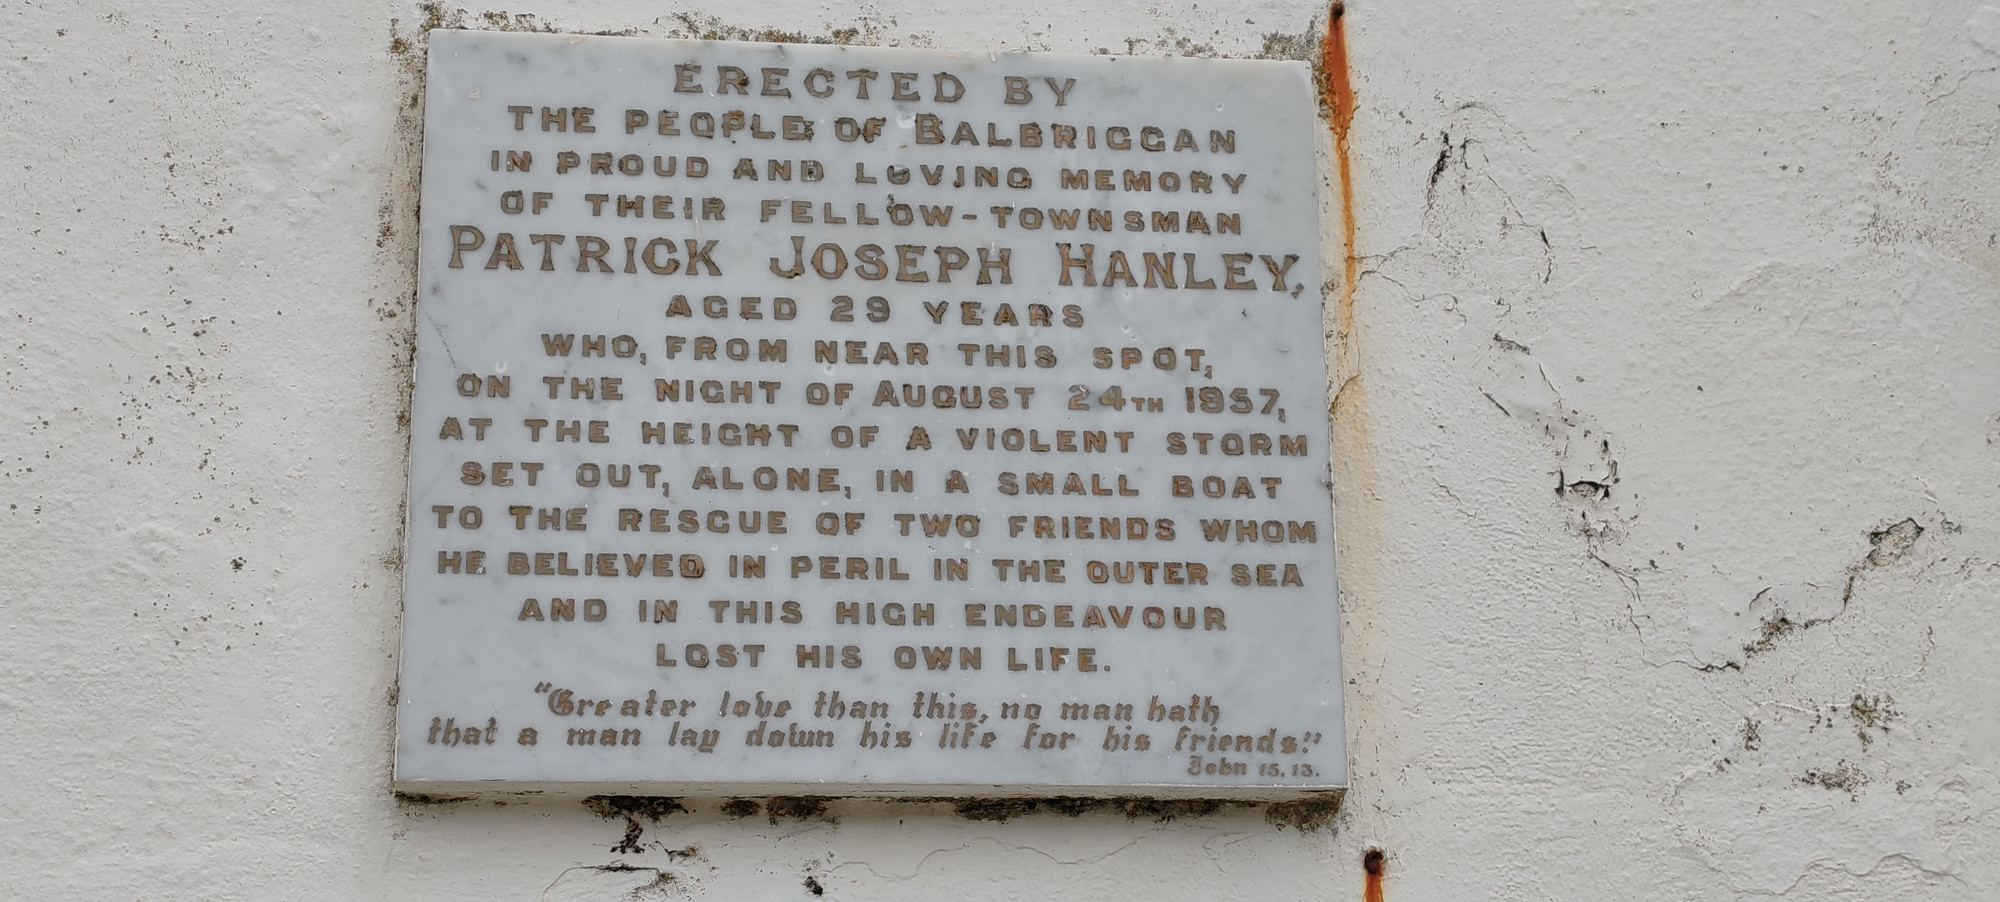 ERECTED BY
THE PEOPLE OF BALBRIGGAN
IN PROUD AND LOVING MEMORY
OF THEIR FELLOW-TOWNSMAN
PATRICK JOSEPH HANLEY,
AGED 29 YEARS
WHO, FROM NEAR THIS SPOT,
ON THE NIGHT OF AUGUST 24TH 1957,
AT THE HEIGHT OF A VIOLENT STORM
SET OUT, ALONE, IN A SMALL BOAT
TO THE RESCUE OF TWO FRIENDS WHOM
HE BELIEVED IN PERIL IN THE OUTER SEA
AND IN THIS HIGH ENDEAVOUR
LOST HIS OWN LIFE.
"Greater love than this, no man hath
that a man lay down his life for his friends."
John 15. 13.